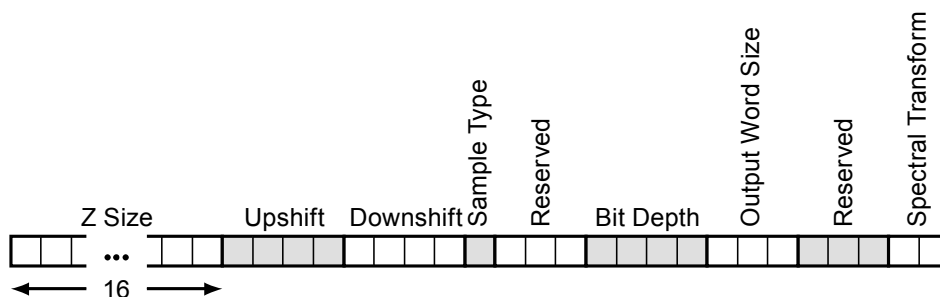 Z Size
Upshift
Downshift
Sample Type
Reserved
Bit Depth
Output Word Size
Reserved
Spectral Transform
...
16